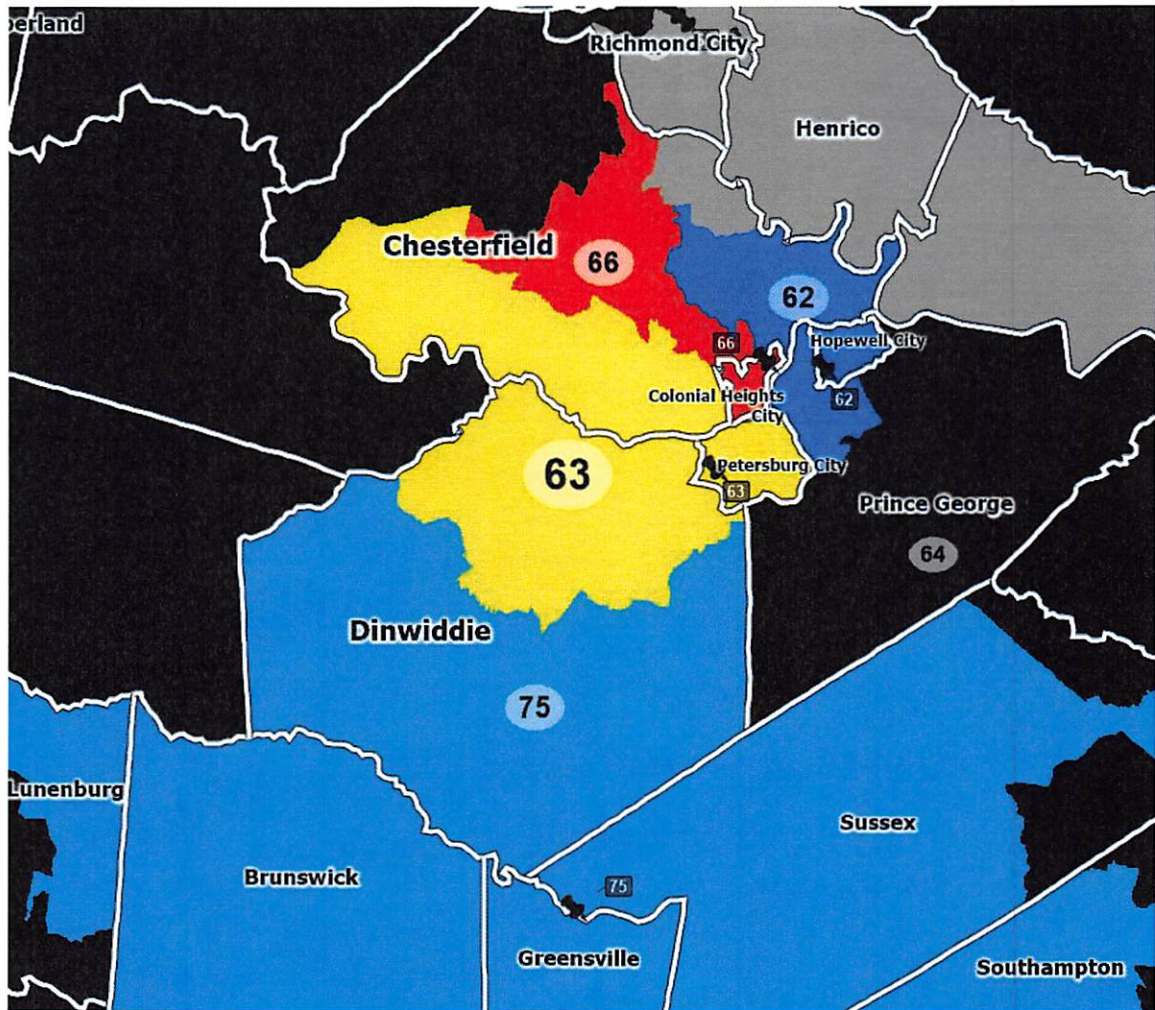 berland
Richmond City
Henrico
Chesterfield
66
62
66
Hopewell City
Colonial Heights
City
62
63
Petersburg City
63
Prince George
64
Dinwiddie
75
Lunenburg
Sussex
Brunswick
75
Greensville
Southampton